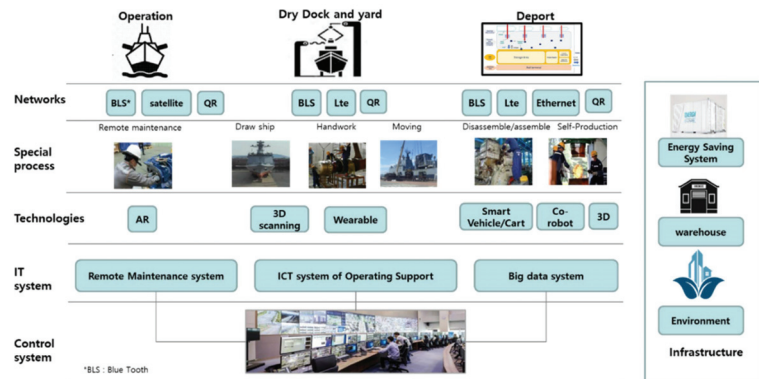 Operation
Dry Dock and yard
Deport
Networks
BLS*
satellite
QR
BLS
Lte
QR
BLS
Lte
Ethernet
QR
Remote maintenance
Draw ship
Handwork
Moving
Disassemble/assemble
Self-Production
Special
process
Technologies
AR
3D
scanning
Wearable
Smart
Vehicle/Cart
Co-
robot
3D
IT
system
Remote Maintenance system
ICT system of Operating Support
Big data system
Control
system
*BLS : Blue Tooth
Energy Saving
System
warehouse
Environment
Infrastructure